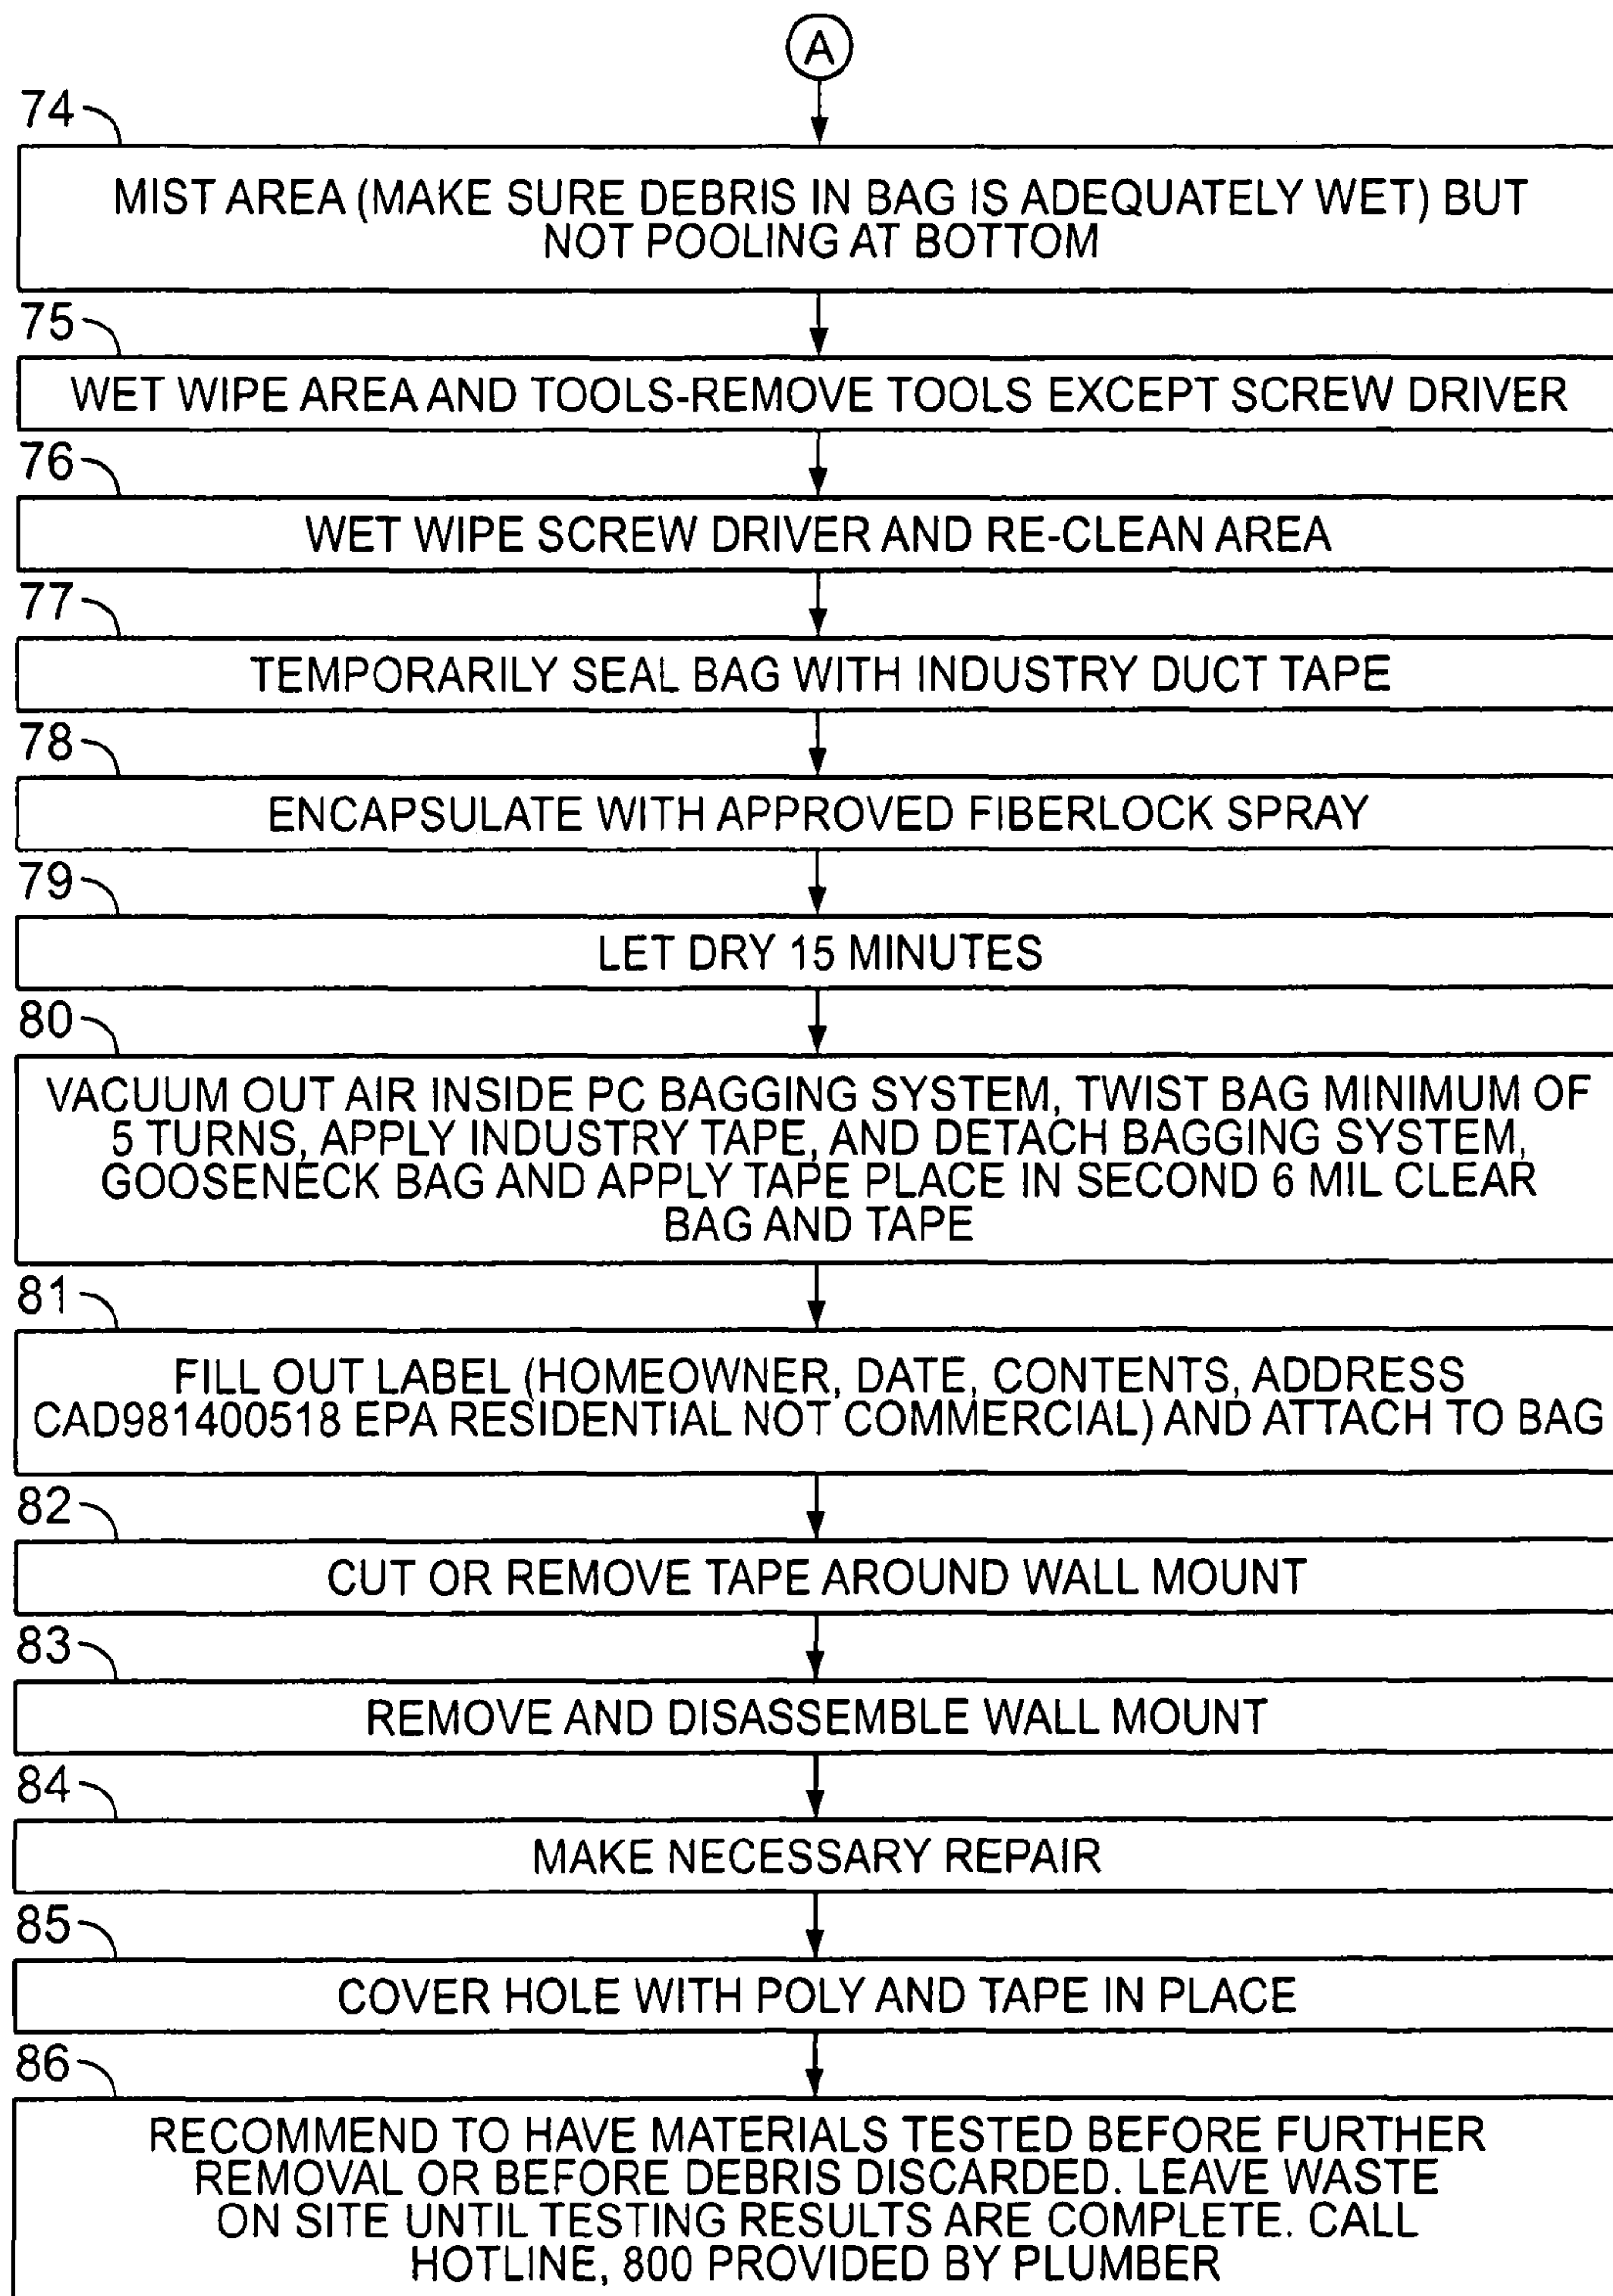 A
74
MIST AREA (MAKE SURE DEBRIS IN BAG IS ADEQUATELY WET) BUT
NOT POOLING AT BOTTOM
75
WET WIPE AREA AND TOOLS-REMOVE TOOLS EXCEPT SCREW DRIVER
76
WET WIPE SCREW DRIVER AND RE-CLEAN AREA
77
TEMPORARILY SEAL BAG WITH INDUSTRY DUCT TAPE
78
ENCAPSULATE WITH APPROVED FIBERLOCK SPRAY
79
LET DRY 15 MINUTES
80
VACUUM OUT AIR INSIDE PC BAGGING SYSTEM, TWIST BAG MINIMUM OF
5 TURNS, APPLY INDUSTRY TAPE, AND DETACH BAGGING SYSTEM,
GOOSENECK BAG AND APPLY TAPE PLACE IN SECOND 6 MIL CLEAR
BAG AND TAPE
81
FILL OUT LABEL (HOMEOWNER, DATE, CONTENTS, ADDRESS
CAD981400518 EPA RESIDENTIAL NOT COMMERCIAL) AND ATTACH TO BAG
82
CUT OR REMOVE TAPE AROUND WALL MOUNT
83
REMOVE AND DISASSEMBLE WALL MOUNT
84
MAKE NECESSARY REPAIR
85
COVER HOLE WITH POLY AND TAPE IN PLACE
86
RECOMMEND TO HAVE MATERIALS TESTED BEFORE FURTHER
REMOVAL OR BEFORE DEBRIS DISCARDED. LEAVE WASTE
ON SITE UNTIL TESTING RESULTS ARE COMPLETE. CALL
HOTLINE, 800 PROVIDED BY PLUMBER